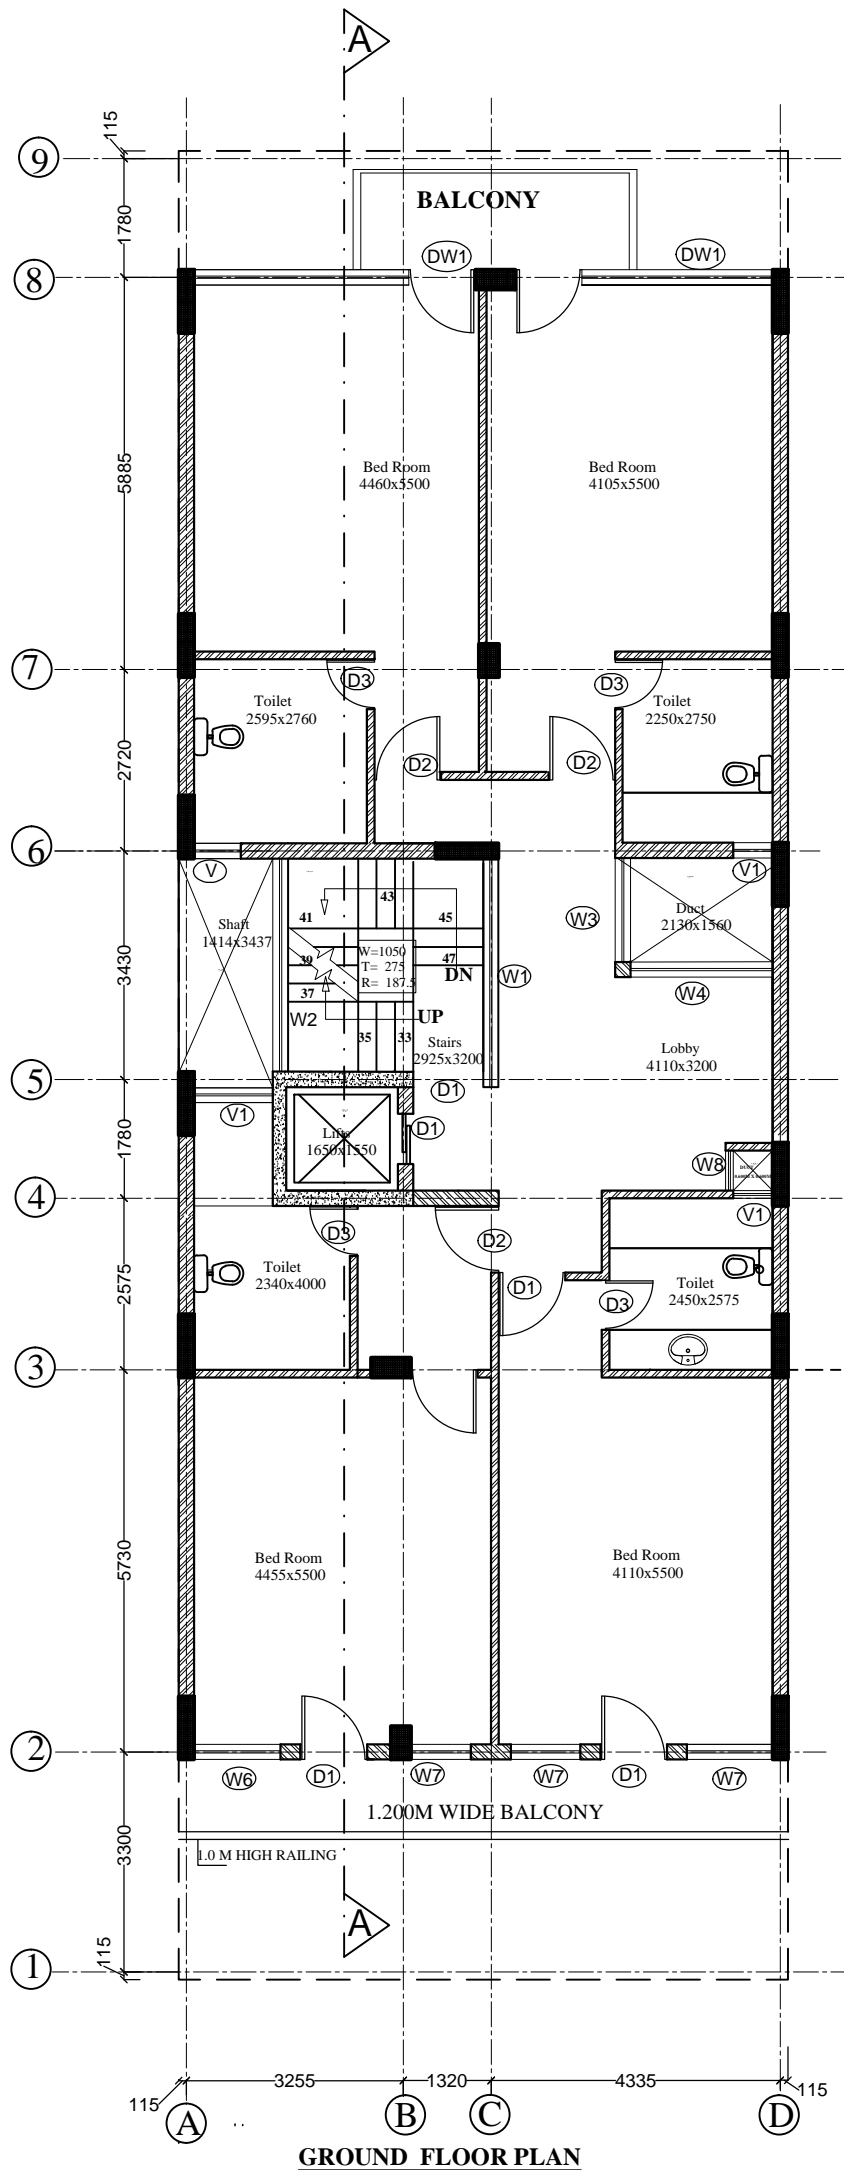 A
115
9
1780
BALCONY
8
DW1
DW1
5885
Bed Room
4460x5500
Bed Room
4105x5500
7
D3
D3
Toilet
2595x2760
Toilet
2250x2750
2720
D2
D2
6
V
V1
43
41
45
Shaft
1414x3437
W3
Duct
2130x1560
3430
W=1050
T= 275
R= 187.5
39
47
DN
W1
37
W4
W2
UP
35
33
Stairs
2925x3200
Lobby
4110x3200
5
D1
V1
D1
Lifts
1650x1550
1780
W8
DUCT
4
V1
D3
D2
Toilet
2340x4000
D1
Toilet
2450x2575
D3
2575
3
5730
Bed Room
4455x5500
Bed Room
4110x5500
2
W6
D1
W7
W7
D1
W7
1.200M WIDE BALCONY
3300
1.0 M HIGH RAILING
A
115
1
115
3255
1320
4335
115
A
B
C
D
GROUND FLOOR PLAN